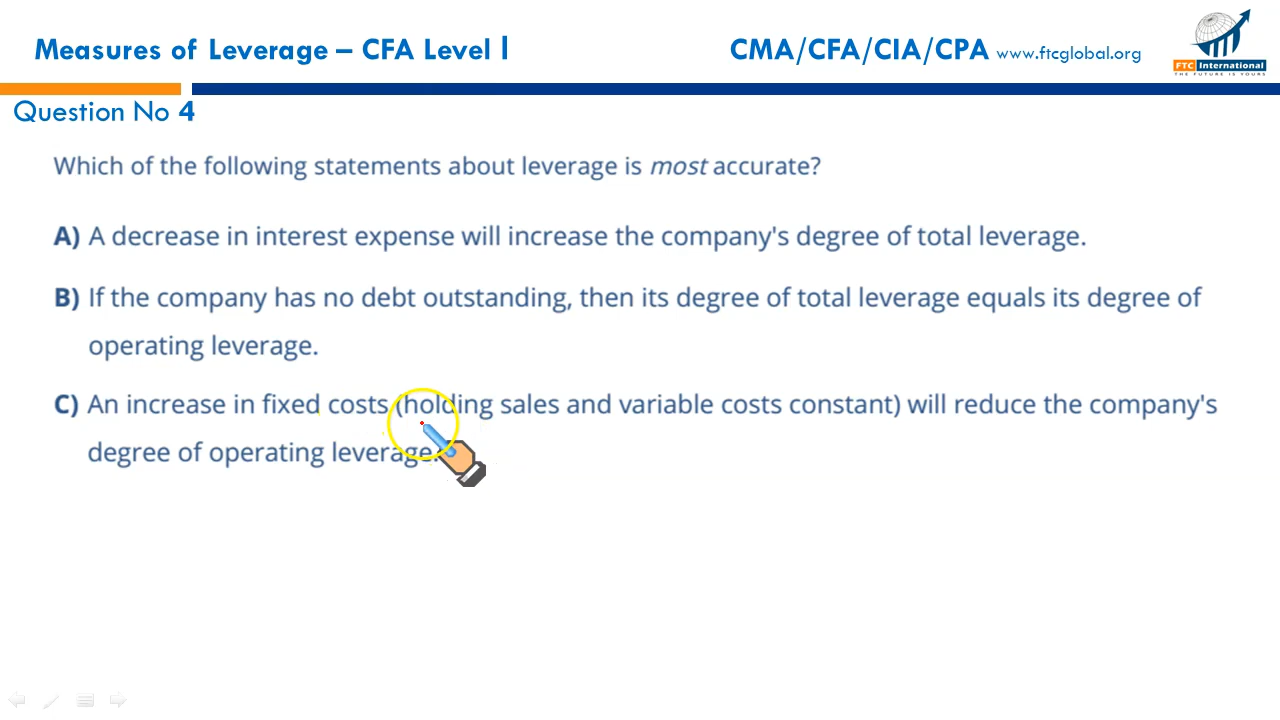 Measures of Leverage – CFA Level I
CMA/CFA/CIA/CPA www.ftcglobal.org
FTC International
THE FUTURE IS YOURS
Question No 4
Which of the following statements about leverage is most accurate?
A) A decrease in interest expense will increase the company's degree of total leverage.
B) If the company has no debt outstanding, then its degree of total leverage equals its degree of
operating leverage.
C) An increase in fixed costs (holding sales and variable costs constant) will reduce the company's
degree of operating leverage.